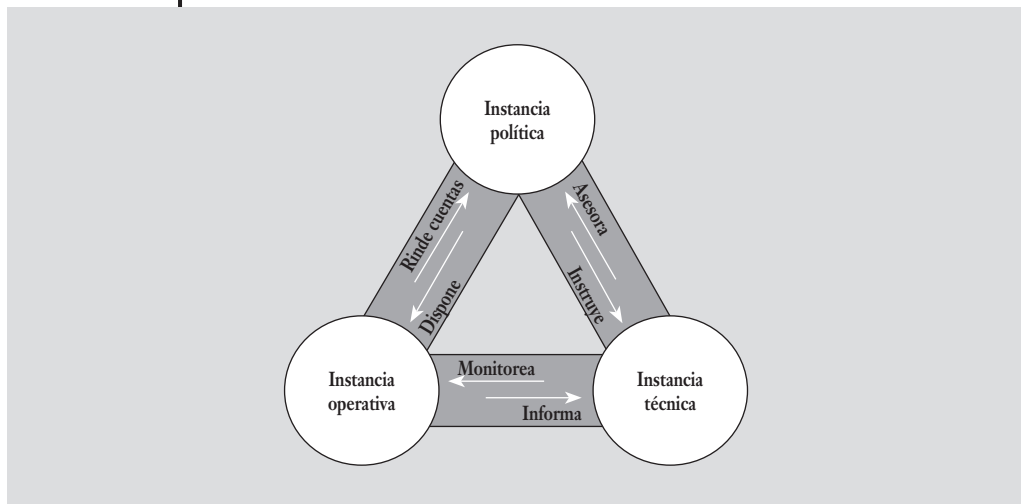 Instancia
política
Rinde cuentas
Dispone
Asesora
Instruye
Instancia
operativa
Monitorea
Informa
Instancia
técnica